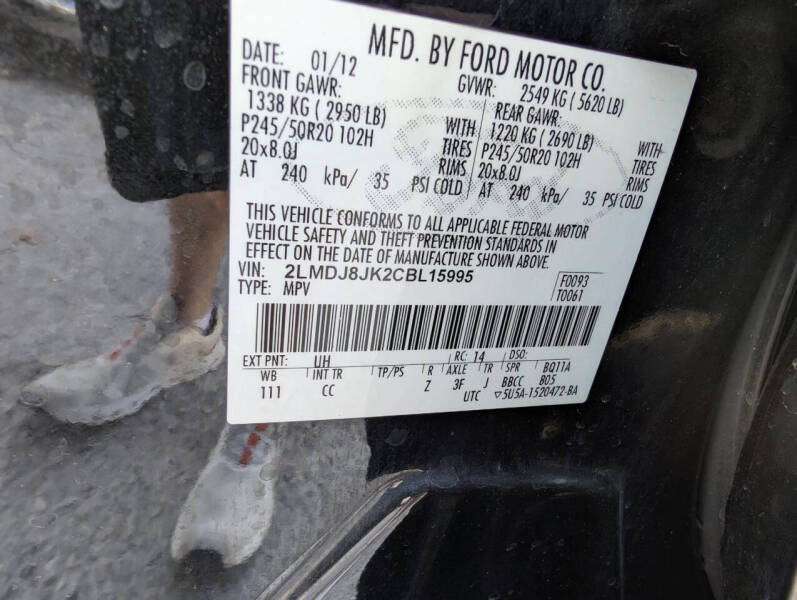 MFD. BY FORD MOTOR CO.
DATE: 01/12 GVWR: 2549 KG ( 5620 LB)
FRONT GAWR: REAR GAWR:
1338 KG ( 2950 LB) WITH 1220 KG ( 2690 LB) WITH
P245/50R20 102H TIRES P245/50R20 102H TIRES
20x8.0J RIMS 20x8.0J RIMS
AT 240 kPa/ 35 PSI COLD AT 240 kPa/ 35 PSI COLD
THIS VEHICLE CONFORMS TO ALL APPLICABLE FEDERAL MOTOR
VEHICLE SAFETY AND THEFT PREVENTION STANDARDS IN
EFFECT ON THE DATE OF MANUFACTURE SHOWN ABOVE.
VIN: 2LMDJ8JK2CBL15995 F0093
TYPE: MPV T0061
EXT PNT: UH RC: 14 DSO:
WB INT TR TP/PS R AXLE TR SPR BQ11A
111 CC Z 3F J BBCC B05
UTC ▽5U5A-1520472-BA